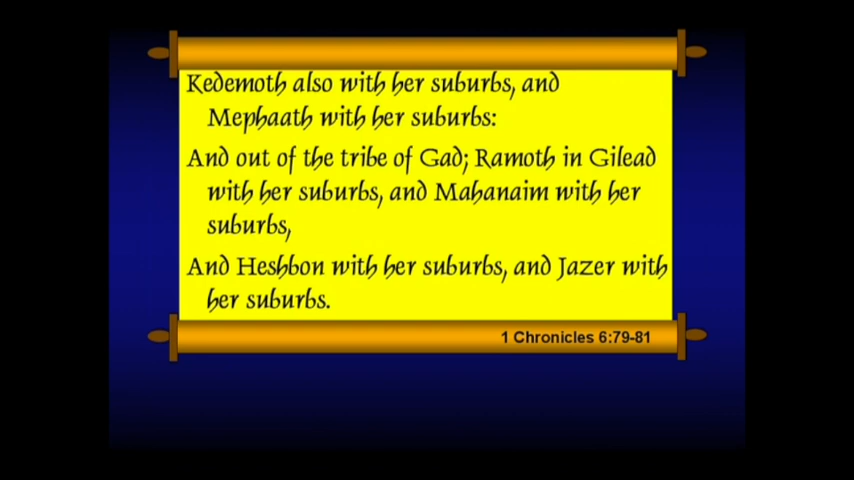 Kedemoth also with her suburbs, and
Mephaath with her suburbs:
And out of the tribe of Gad; Ramoth in Gilead
with her suburbs, and Mahanaim with her
suburbs,
And Heshbon with her suburbs, and Jazer with
her suburbs.
1 Chronicles 6:79-81